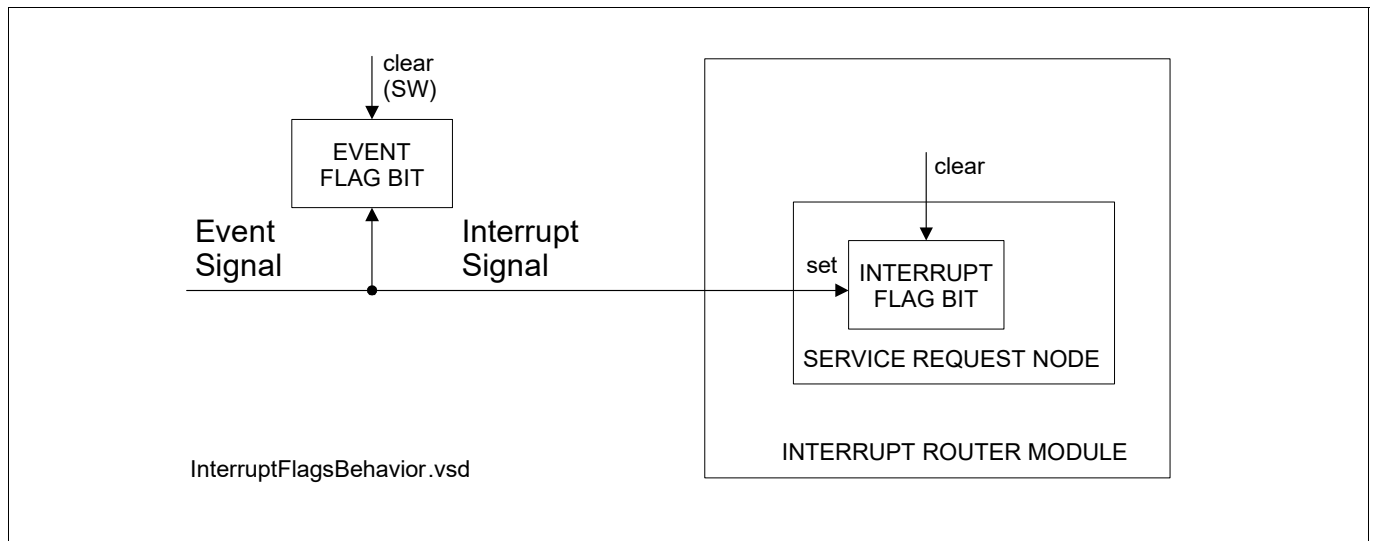 clear
(SW)
EVENT
FLAG BIT
Event
Signal
Interrupt
Signal
clear
set
INTERRUPT
FLAG BIT
SERVICE REQUEST NODE
INTERRUPT ROUTER MODULE
InterruptFlagsBehavior.vsd